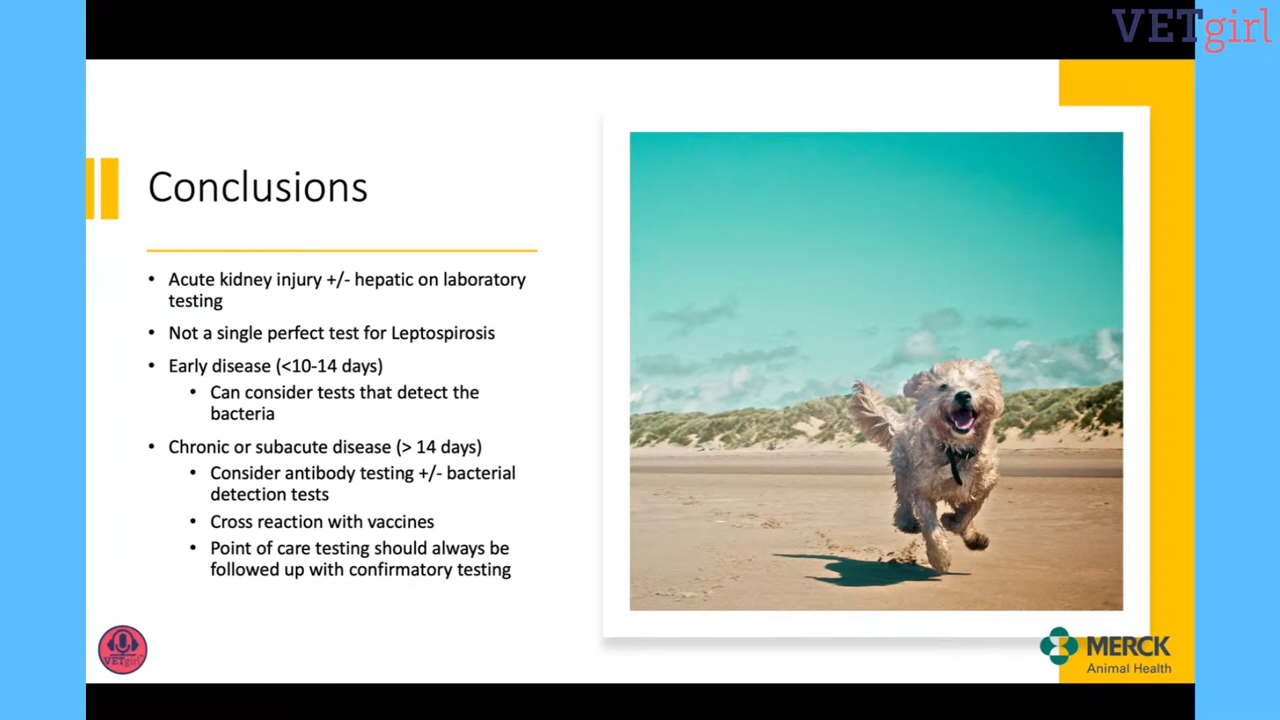 VETgirl
Conclusions
• Acute kidney injury +/- hepatic on laboratory
testing
• Not a single perfect test for Leptospirosis
• Early disease (<10-14 days)
• Can consider tests that detect the
bacteria
• Chronic or subacute disease (> 14 days)
• Consider antibody testing +/- bacterial
detection tests
• Cross reaction with vaccines
• Point of care testing should always be
followed up with confirmatory testing
VETgirl
MERCK
Animal Health